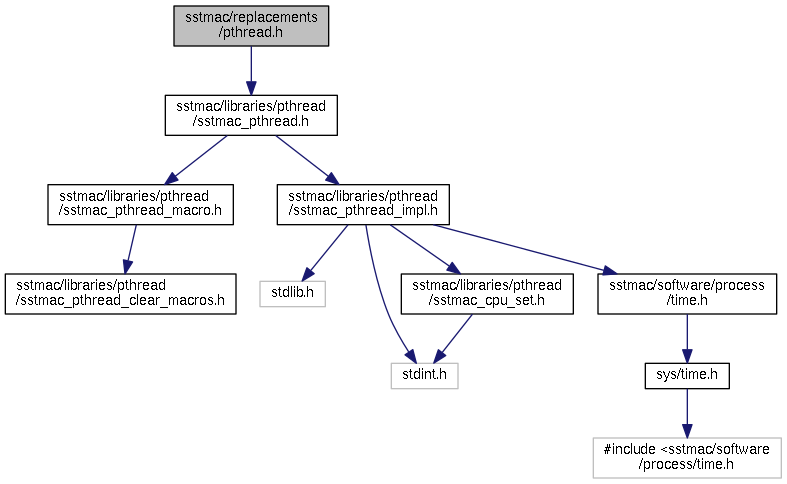 sstmac/replacements
/pthread.h
sstmac/libraries/pthread
/sstmac_pthread.h
sstmac/libraries/pthread
/sstmac_pthread_macro.h
sstmac/libraries/pthread
/sstmac_pthread_impl.h
sstmac/libraries/pthread
/sstmac_pthread_clear_macros.h
stdlib.h
sstmac/libraries/pthread
/sstmac_cpu_set.h
sstmac/software/process
/time.h
stdint.h
sys/time.h
#include <sstmac/software
/process/time.h